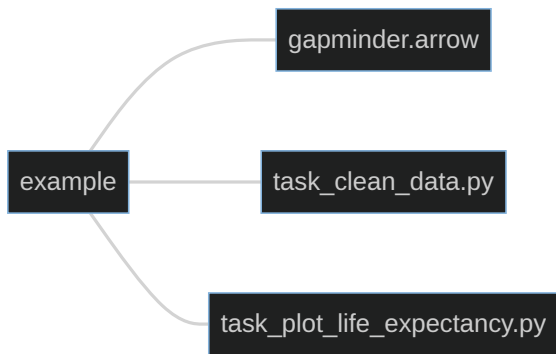 gapminder.arrow
example
task_clean_data.py
task_plot_life_expectancy.py